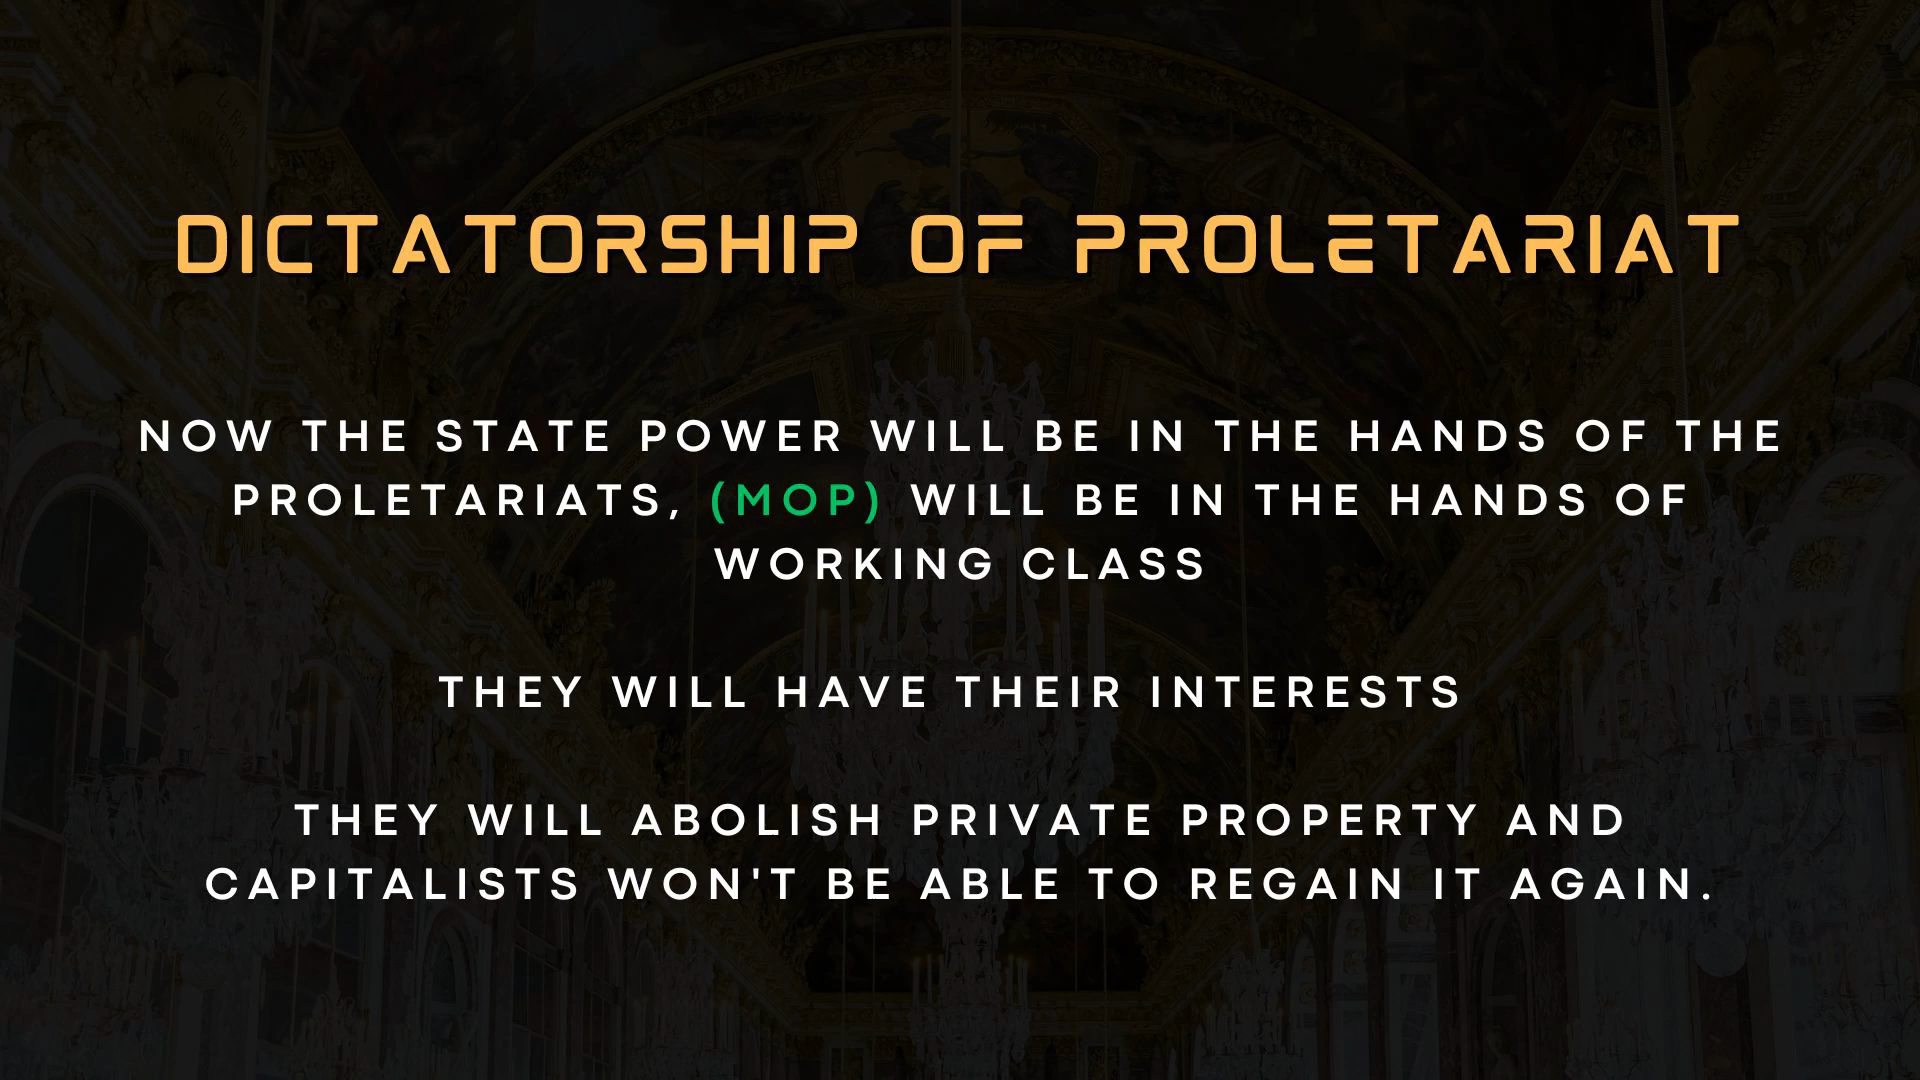 DICTATORSHIP OF PROLETARIAT
NOW THE STATE POWER WILL BE IN THE HANDS OF THE
PROLETARIATS, (MOP) WILL BE IN THE HANDS OF
WORKING CLASS
THEY WILL HAVE THEIR INTERESTS
THEY WILL ABOLISH PRIVATE PROPERTY AND
CAPITALISTS WON'T BE ABLE TO REGAIN IT AGAIN.